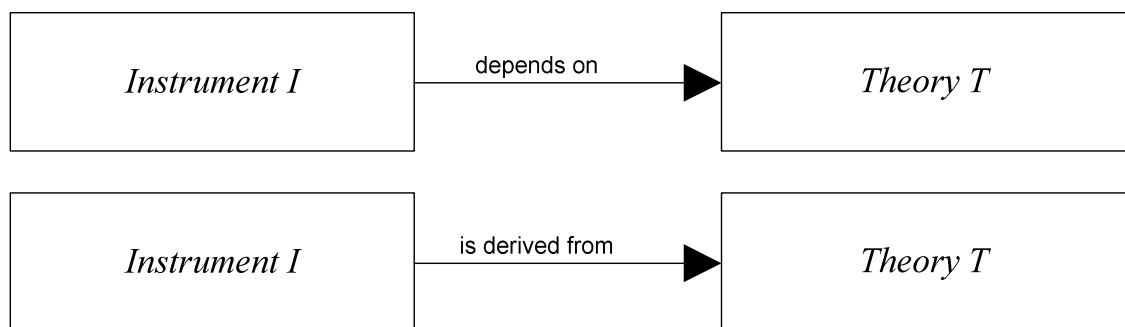 Instrument I
depends on
Theory T
Instrument I
is derived from
Theory T